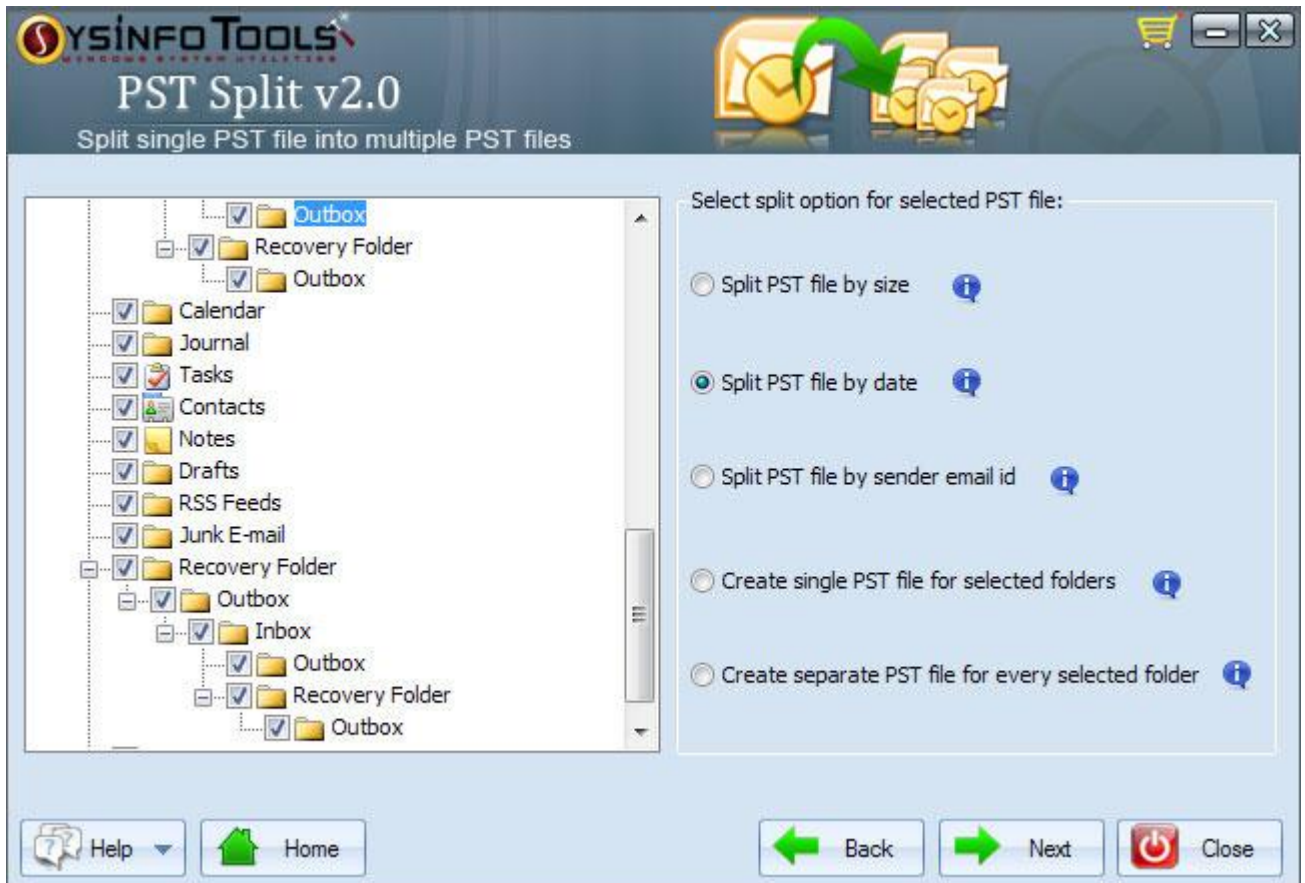 SYSINFO TOOLS
WINDOWS SYSTEM UTILITIES
PST Split v2.0
Split single PST file into multiple PST files
Outbox
Recovery Folder
Outbox
Calendar
Journal
Tasks
Contacts
Notes
Drafts
RSS Feeds
Junk E-mail
Recovery Folder
Outbox
Inbox
Outbox
Recovery Folder
Outbox
Select split option for selected PST file:
Split PST file by size
Split PST file by date
Split PST file by sender email id
Create single PST file for selected folders
Create separate PST file for every selected folder
Help
Home
Back
Next
Close